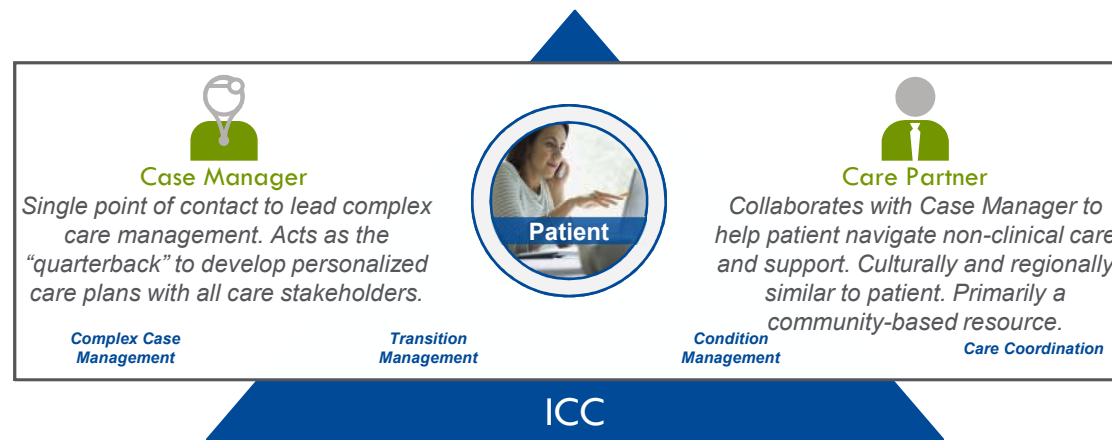 Case Manager
Single point of contact to lead complex
care management. Acts as the
“quarterback” to develop personalized
care plans with all care stakeholders.
Patient
Care Partner
Collaborates with Case Manager to
help patient navigate non-clinical care
and support. Culturally and regionally
similar to patient. Primarily a
community-based resource.
Complex Case
Management
Transition
Management
Condition
Management
Care Coordination
ICC